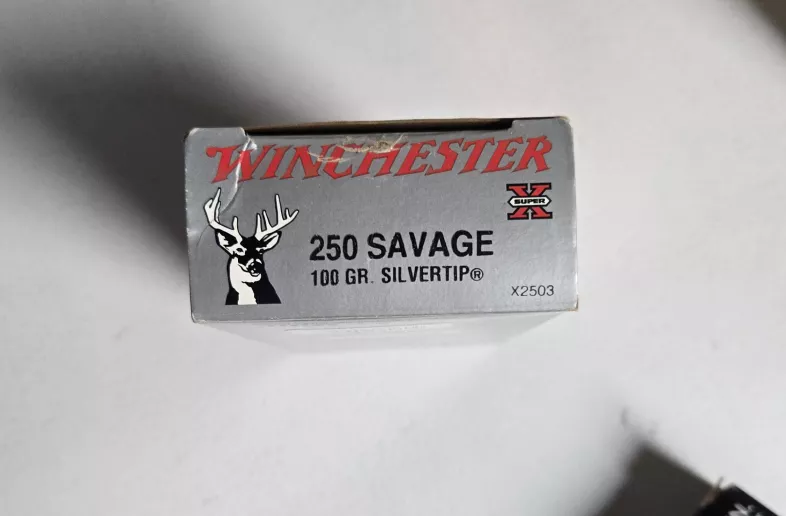 WINCHESTER
X
SUPER
250 SAVAGE
100 GR. SILVERTIP®
X2503